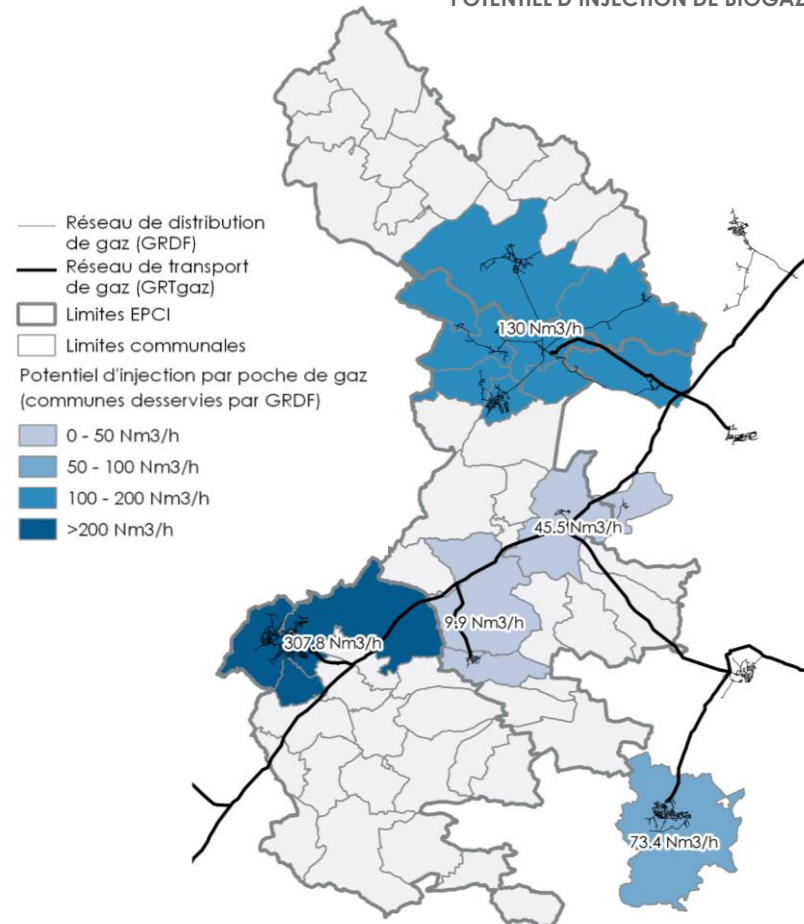 POTENTIEL D'INJECTION DE BIOGAZ
Réseau de distribution
de gaz (GRDF)
Réseau de transport
de gaz (GRTgaz)
Limites EPCI
Limites communales
Potentiel d'injection par poche de gaz
(communes desservies par GRDF)
0 - 50 Nm3/h
50 - 100 Nm3/h
100 - 200 Nm3/h
>200 Nm3/h
130 Nm3/h
45.5 Nm3/h
9.9 Nm3/h
307.8 Nm3/h
73.4 Nm3/h